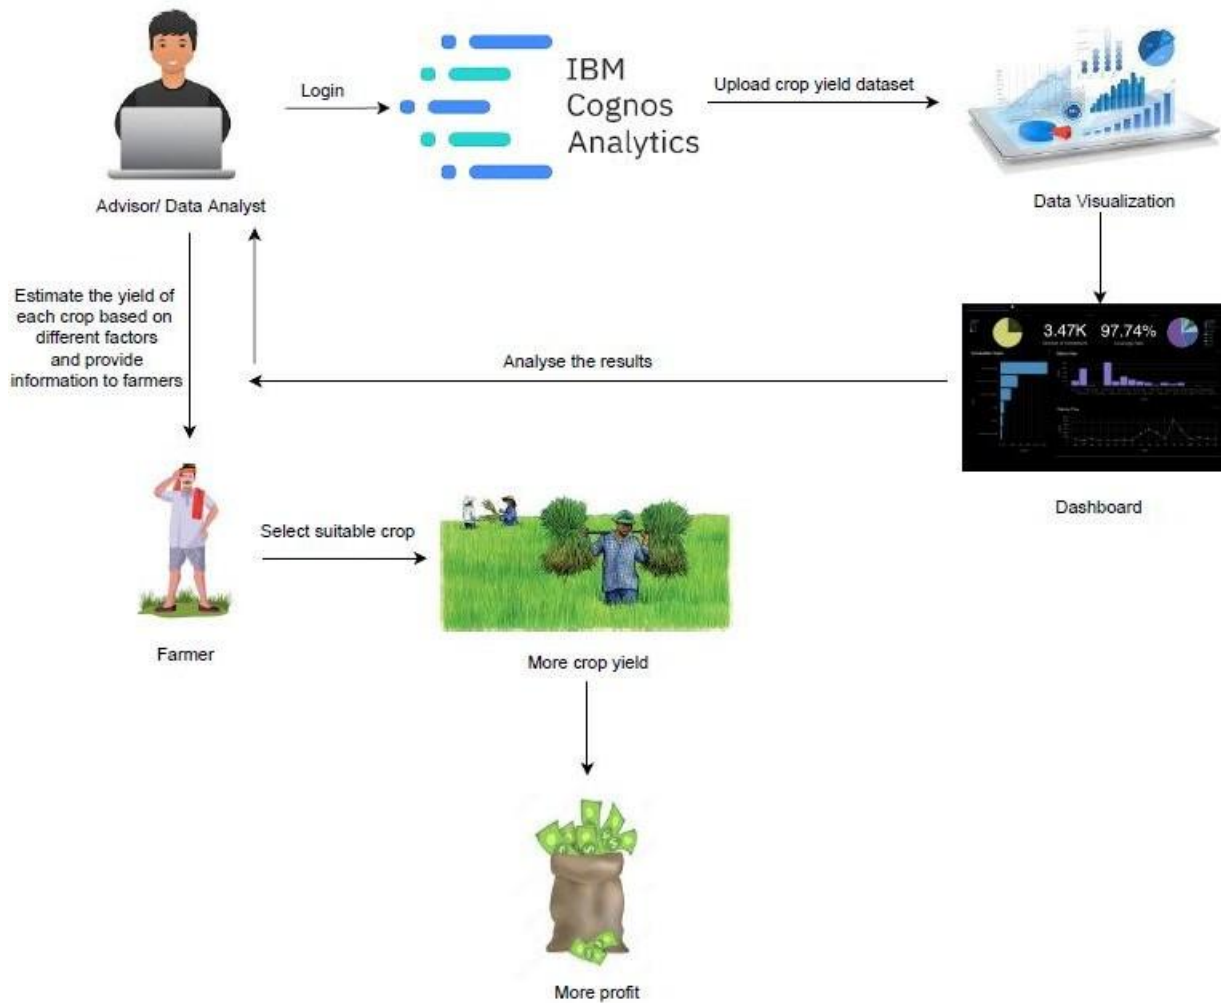 Login
IBM
Cognos
Analytics
Upload crop yield dataset
Advisor/ Data Analyst
Data Visualization
Estimate the yield of
each crop based on
different factors
and provide
information to farmers
Analyse the results
3.47K
97.74%
Dashboard
Select suitable crop
Farmer
More crop yield
More profit